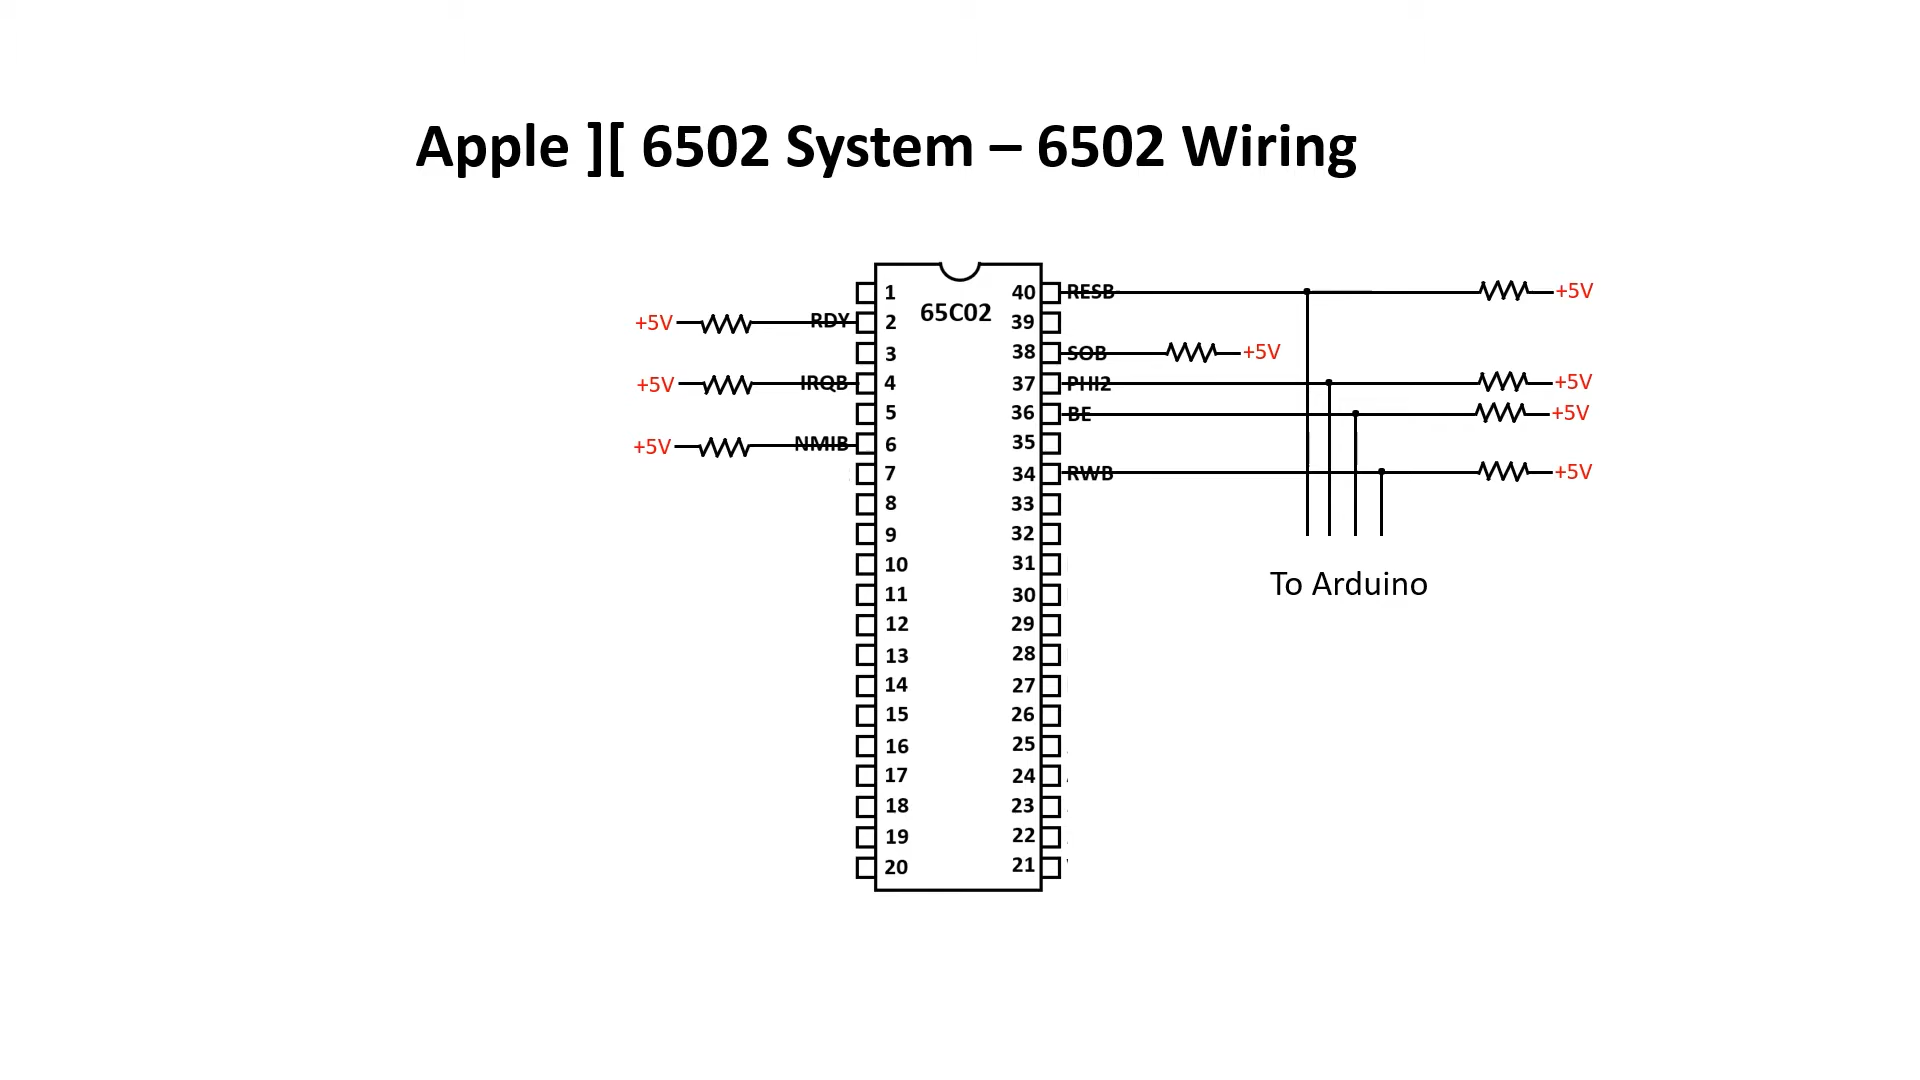 Apple ][ 6502 System – 6502 Wiring
65C02
1 40 RESB +5V
+5V RDY 2 39
3 38 SOB +5V
+5V IRQB 4 37 PHI2 +5V
5 36 BE +5V
+5V NMIB 6 35
7 34 RWB +5V
8 33
9 32
10 31
11 30
12 29
13 28
14 27
15 26
16 25
17 24
18 23
19 22
20 21
To Arduino